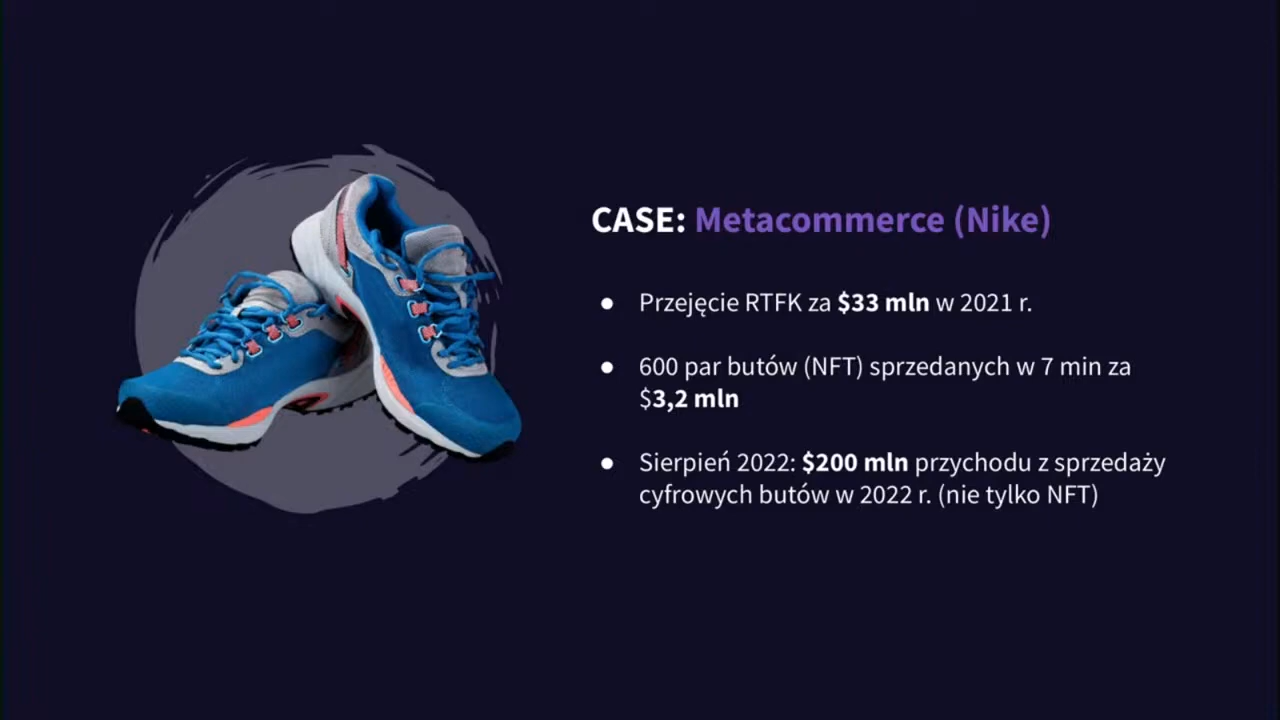 CASE: Metacommerce (Nike)
● Przejęcie RTFK za $33 mln w 2021 r.
● 600 par butów (NFT) sprzedanych w 7 min za
$3,2 mln
● Sierpień 2022: $200 mln przychodu z sprzedaży
cyfrowych butów w 2022 r. (nie tylko NFT)